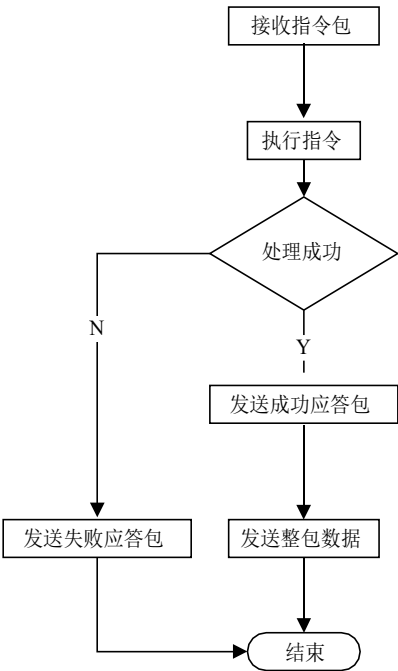 接收指令包
执行指令
处理成功
N
Y
发送成功应答包
发送失败应答包
发送整包数据
结束